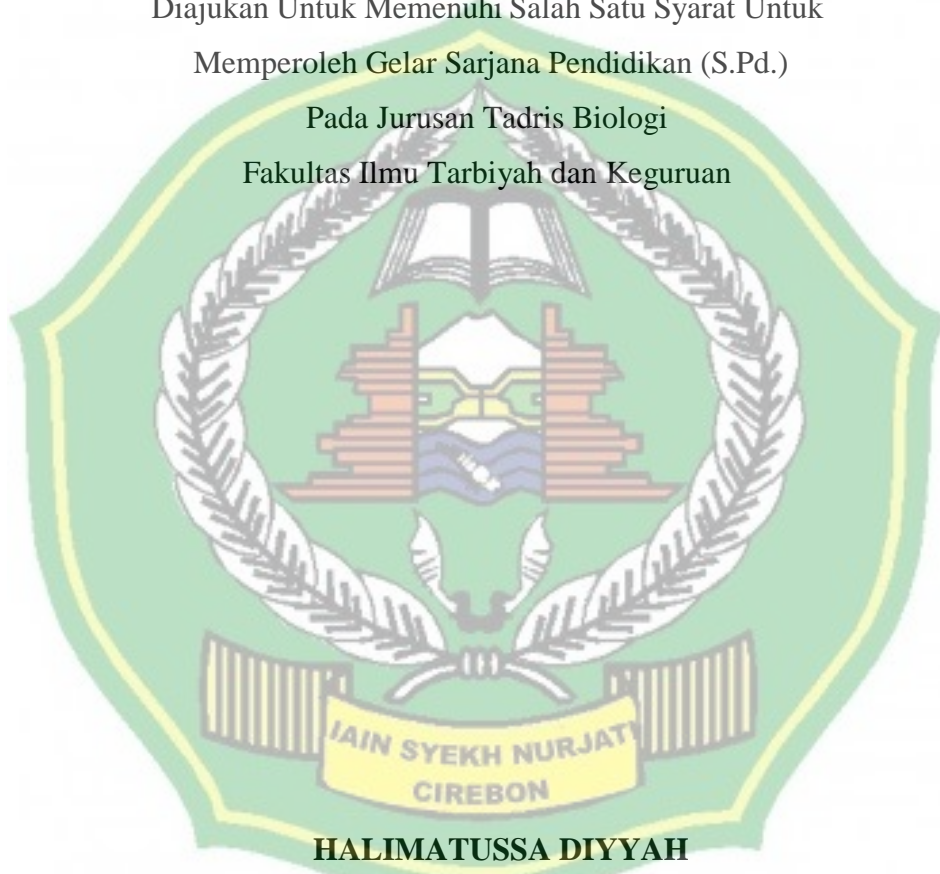 Diajukan Untuk Memenuhi Salah Satu Syarat Untuk
Memperoleh Gelar Sarjana Pendidikan (S.Pd.)
Pada Jurusan Tadris Biologi
Fakultas Ilmu Tarbiyah dan Keguruan
IAIN SYEKH NURJATI
CIREBON
HALIMATUSSA DIYYAH